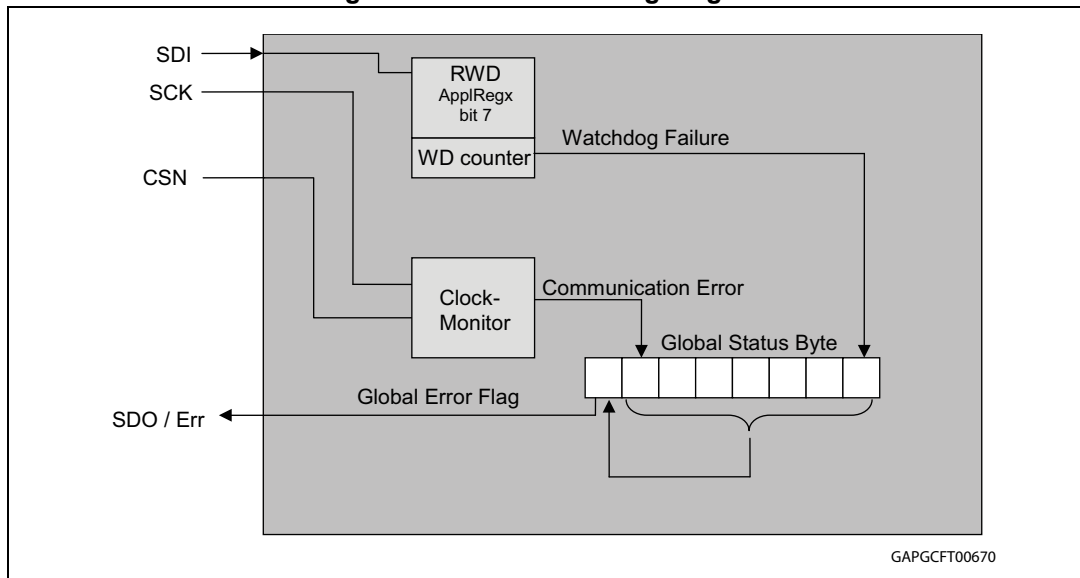 SDI
SCK
CSN
RWD
ApplRegx
bit 7
WD counter
Watchdog Failure
Clock-
Monitor
Communication Error
Global Status Byte
Global Error Flag
SDO / Err
GAPGCFT00670